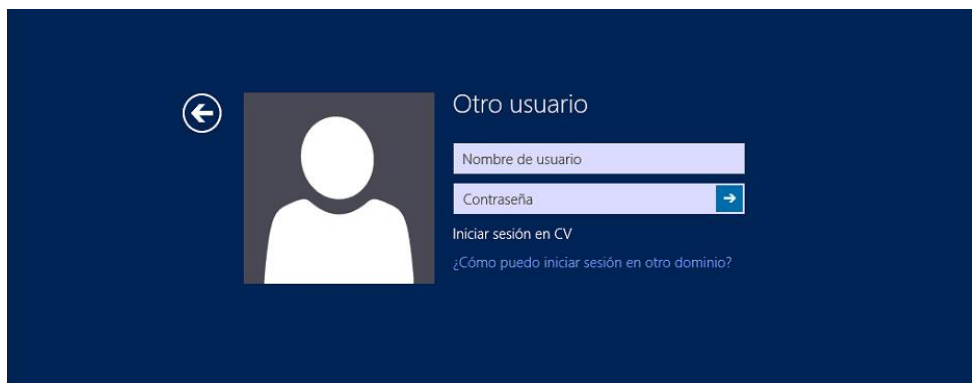 Otro usuario
Nombre de usuario
Contraseña
Iniciar sesión en CV
¿Cómo puedo iniciar sesión en otro dominio?